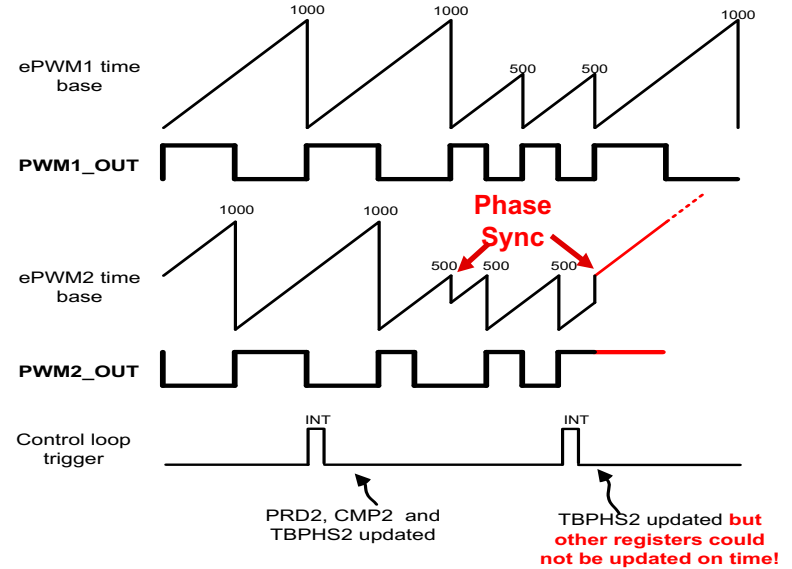 1000
1000
500
500
1000
ePWM1 time
base
PWM1_OUT
1000
1000
Phase
Sync
500
500
500
ePWM2 time
base
PWM2_OUT
INT
INT
Control loop
trigger
PRD2, CMP2 and
TBPHS2 updated
TBPHS2 updated but
other registers could
not be updated on time!